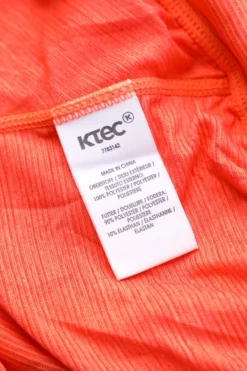 KTEC K
7783142
MADE IN CHINA
OBERSTOFF / TISSU EXTÉRIEUR /
TESSUTO ESTERNO:
100% POLYESTER / POLYESTER /
POLIESTERE
FUTTER / DOUBLURE / FODERA:
90% POLYESTER / POLYESTER /
POLIESTERE
10% ELASTHAN / ÉLASTHANNE /
ELASTAN